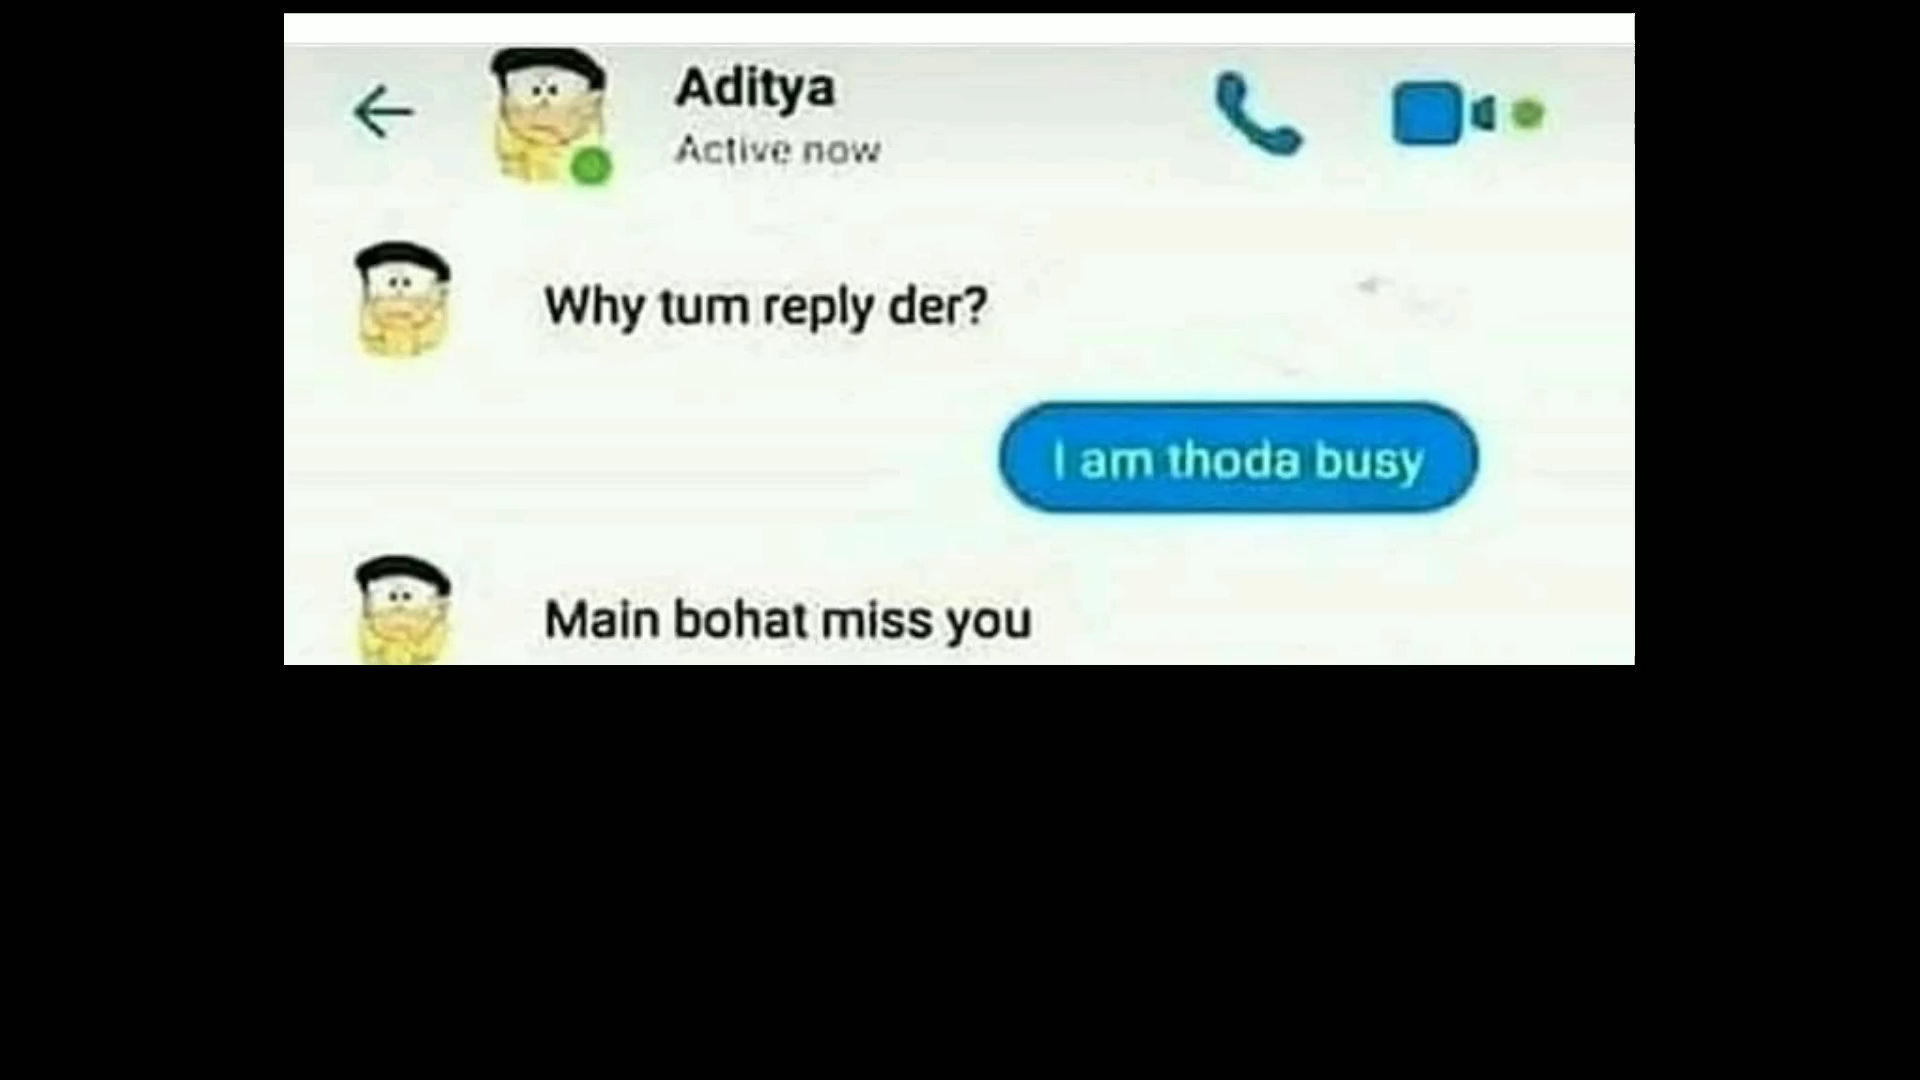 Aditya
Active now
Why tum reply der?
I am thoda busy
Main bohat miss you